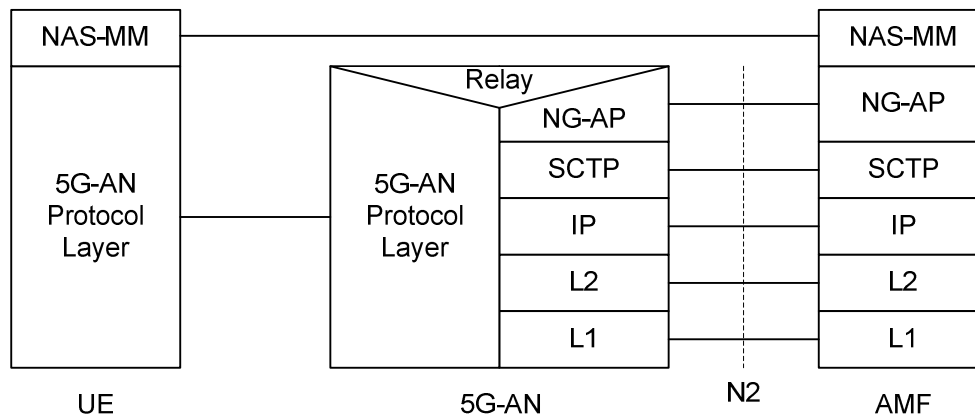 NAS-MM
NAS-MM
Relay
NG-AP
NG-AP
5G-AN
Protocol
Layer
5G-AN
Protocol
Layer
SCTP
SCTP
IP
IP
L2
L2
L1
L1
UE
5G-AN
N2
AMF